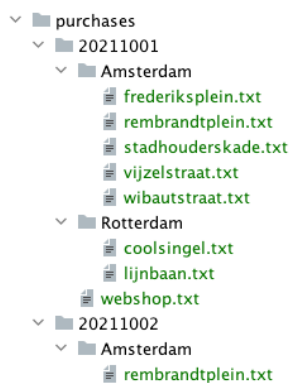 purchases
20211001
Amsterdam
frederiksplein.txt
rembrandtplein.txt
stadhouderskade.txt
vijzelstraat.txt
wibautstraat.txt
Rotterdam
coolsingel.txt
lijnbaan.txt
webshop.txt
20211002
Amsterdam
rembrandtplein.txt